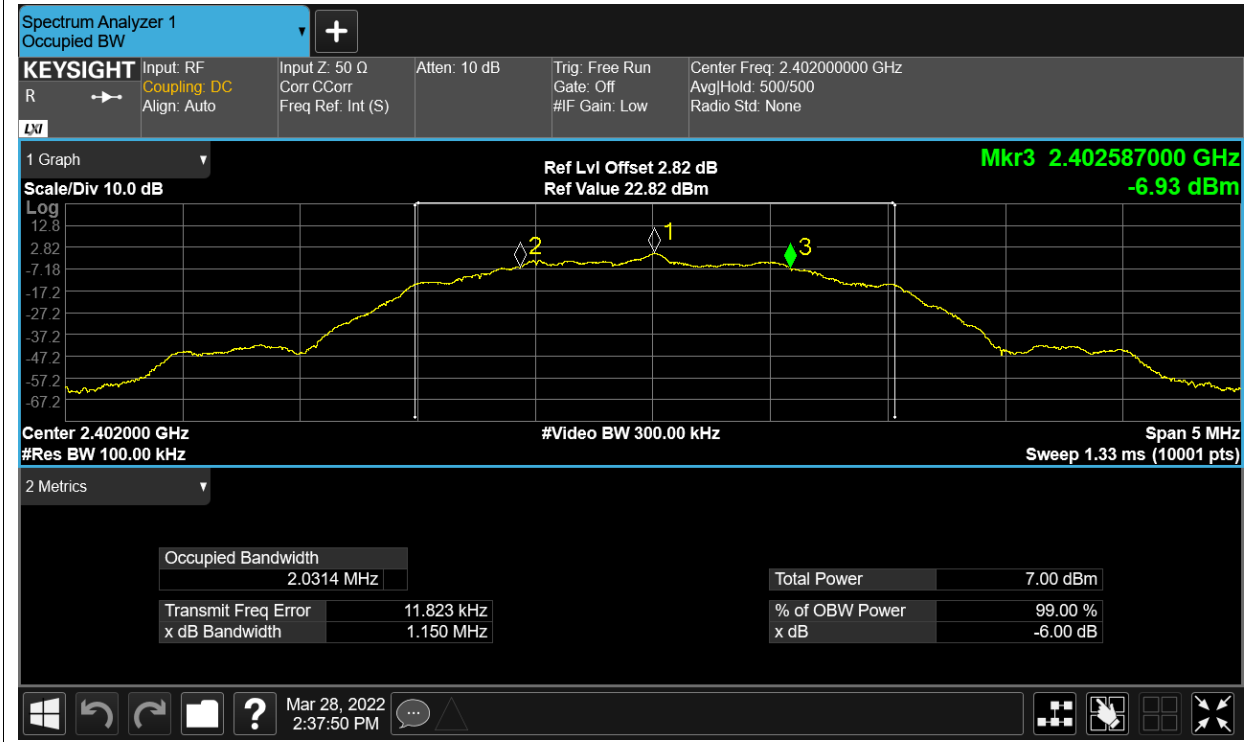 Spectrum Analyzer 1
Occupied BW
KEYSIGHT
R
LXI
Input: RF
Coupling: DC
Align: Auto
Input Z: 50 Ω
Corr CCorr
Freq Ref: Int (S)
Atten: 10 dB
Trig: Free Run
Gate: Off
#IF Gain: Low
Center Freq: 2.402000000 GHz
Avg|Hold: 500/500
Radio Std: None
1 Graph
Scale/Div 10.0 dB
Ref Lvl Offset 2.82 dB
Ref Value 22.82 dBm
Mkr3 2.402587000 GHz
-6.93 dBm
Log
12.8
2.82
-7.18
-17.2
-27.2
-37.2
-47.2
-57.2
-67.2
2
1
3
Center 2.402000 GHz
#Res BW 100.00 kHz
#Video BW 300.00 kHz
Span 5 MHz
Sweep 1.33 ms (10001 pts)
2 Metrics
Occupied Bandwidth
2.0314 MHz
Transmit Freq Error 11.823 kHz
x dB Bandwidth 1.150 MHz
Total Power 7.00 dBm
% of OBW Power 99.00 %
x dB -6.00 dB
?
Mar 28, 2022
2:37:50 PM